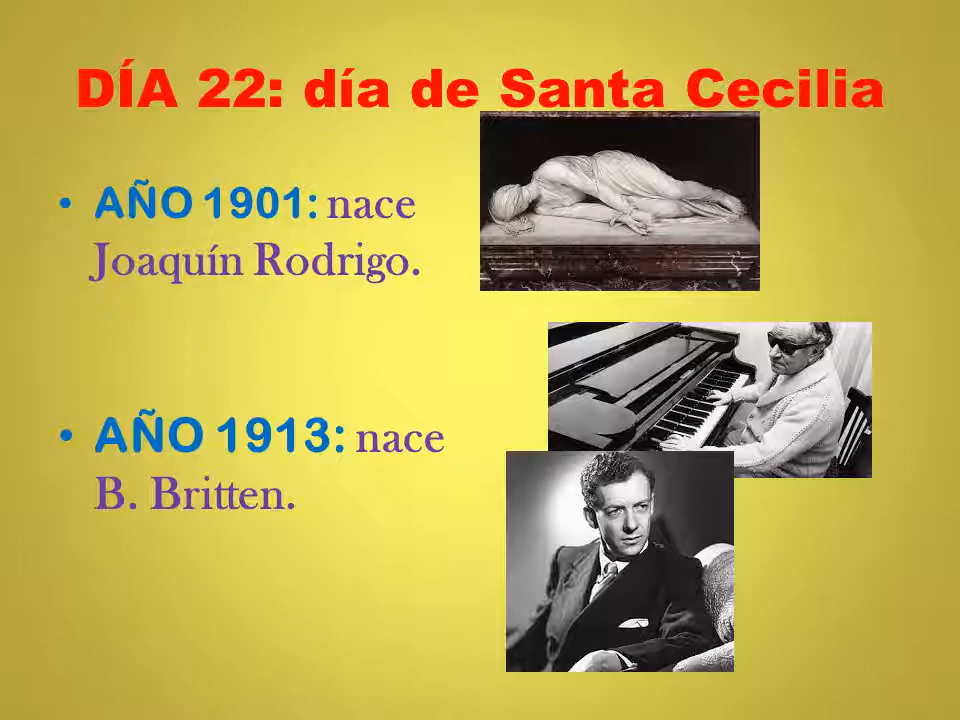 DÍA 22: día de Santa Cecilia
• AÑO 1901: nace
Joaquín Rodrigo.
• AÑO 1913: nace
B. Britten.